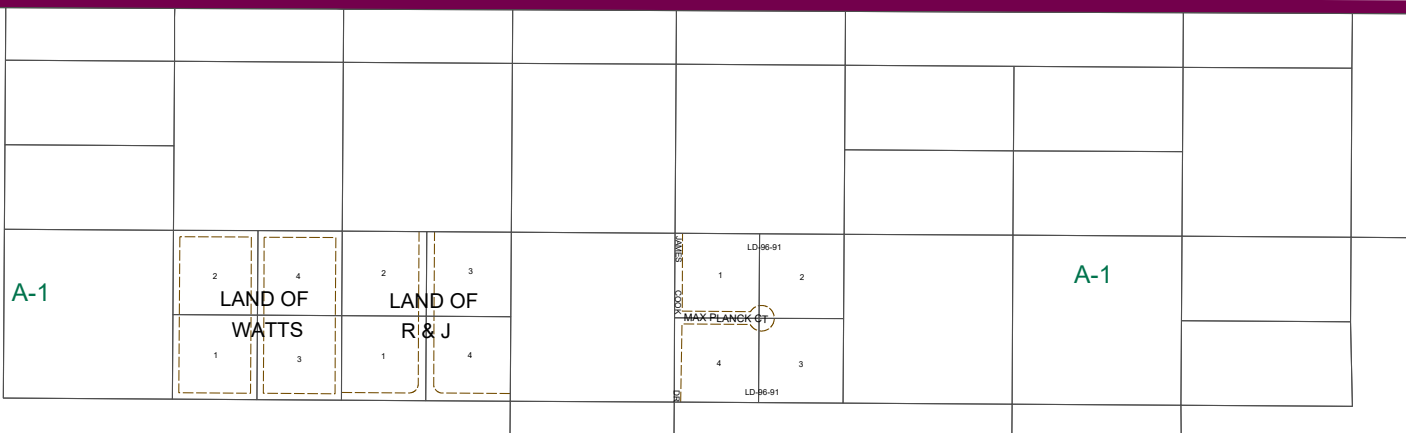 A-1
2
4
LAND OF
WATTS
1
3
2
3
LAND OF
R & J
1
4
JAMES
COOK
DR
LD-96-91
1
2
MAX PLANCK CT
4
3
LD-96-91
A-1